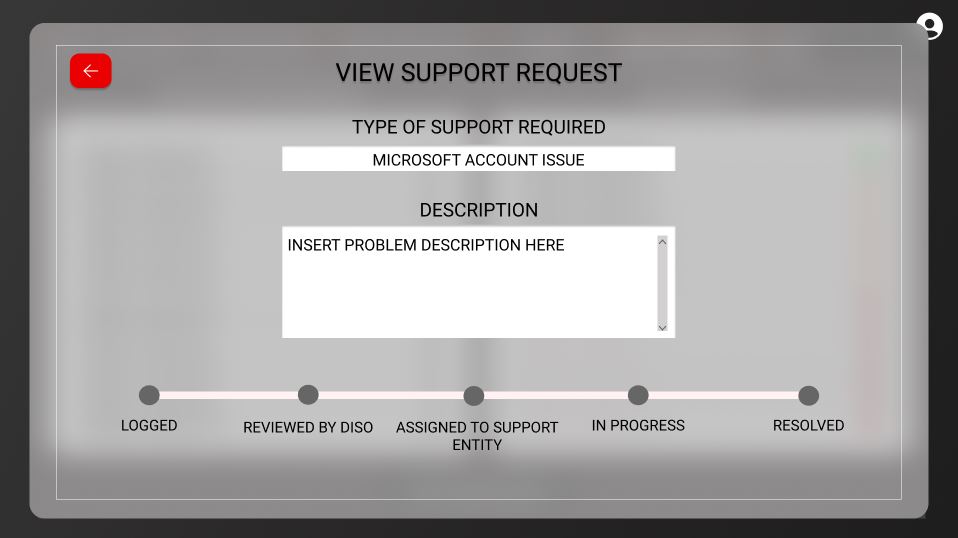 VIEW SUPPORT REQUEST
TYPE OF SUPPORT REQUIRED
MICROSOFT ACCOUNT ISSUE
DESCRIPTION
INSERT PROBLEM DESCRIPTION HERE
LOGGED
REVIEWED BY DISO
ASSIGNED TO SUPPORT
ENTITY
IN PROGRESS
RESOLVED